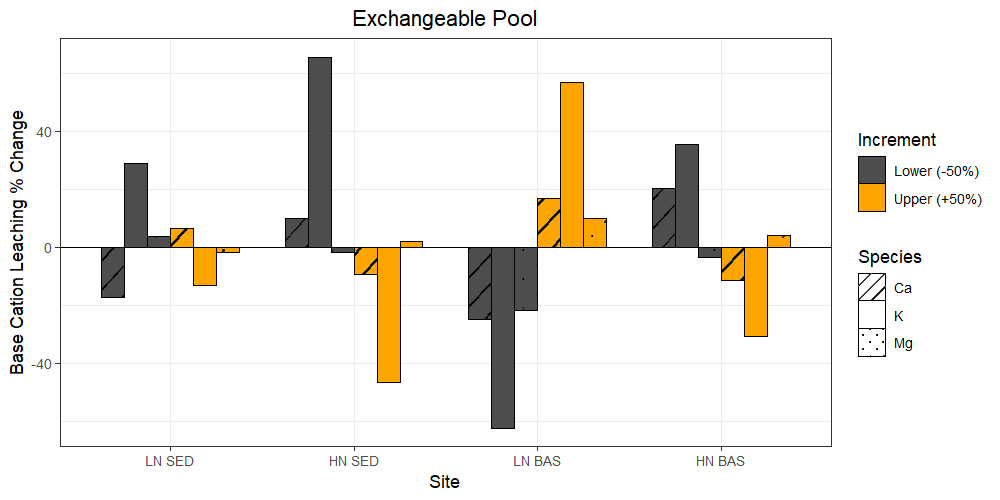 Exchangeable Pool
Base Cation Leaching % Change
40
0
-40
LN SED
HN SED
LN BAS
HN BAS
Site
Increment
Lower (-50%)
Upper (+50%)
Species
Ca
K
Mg